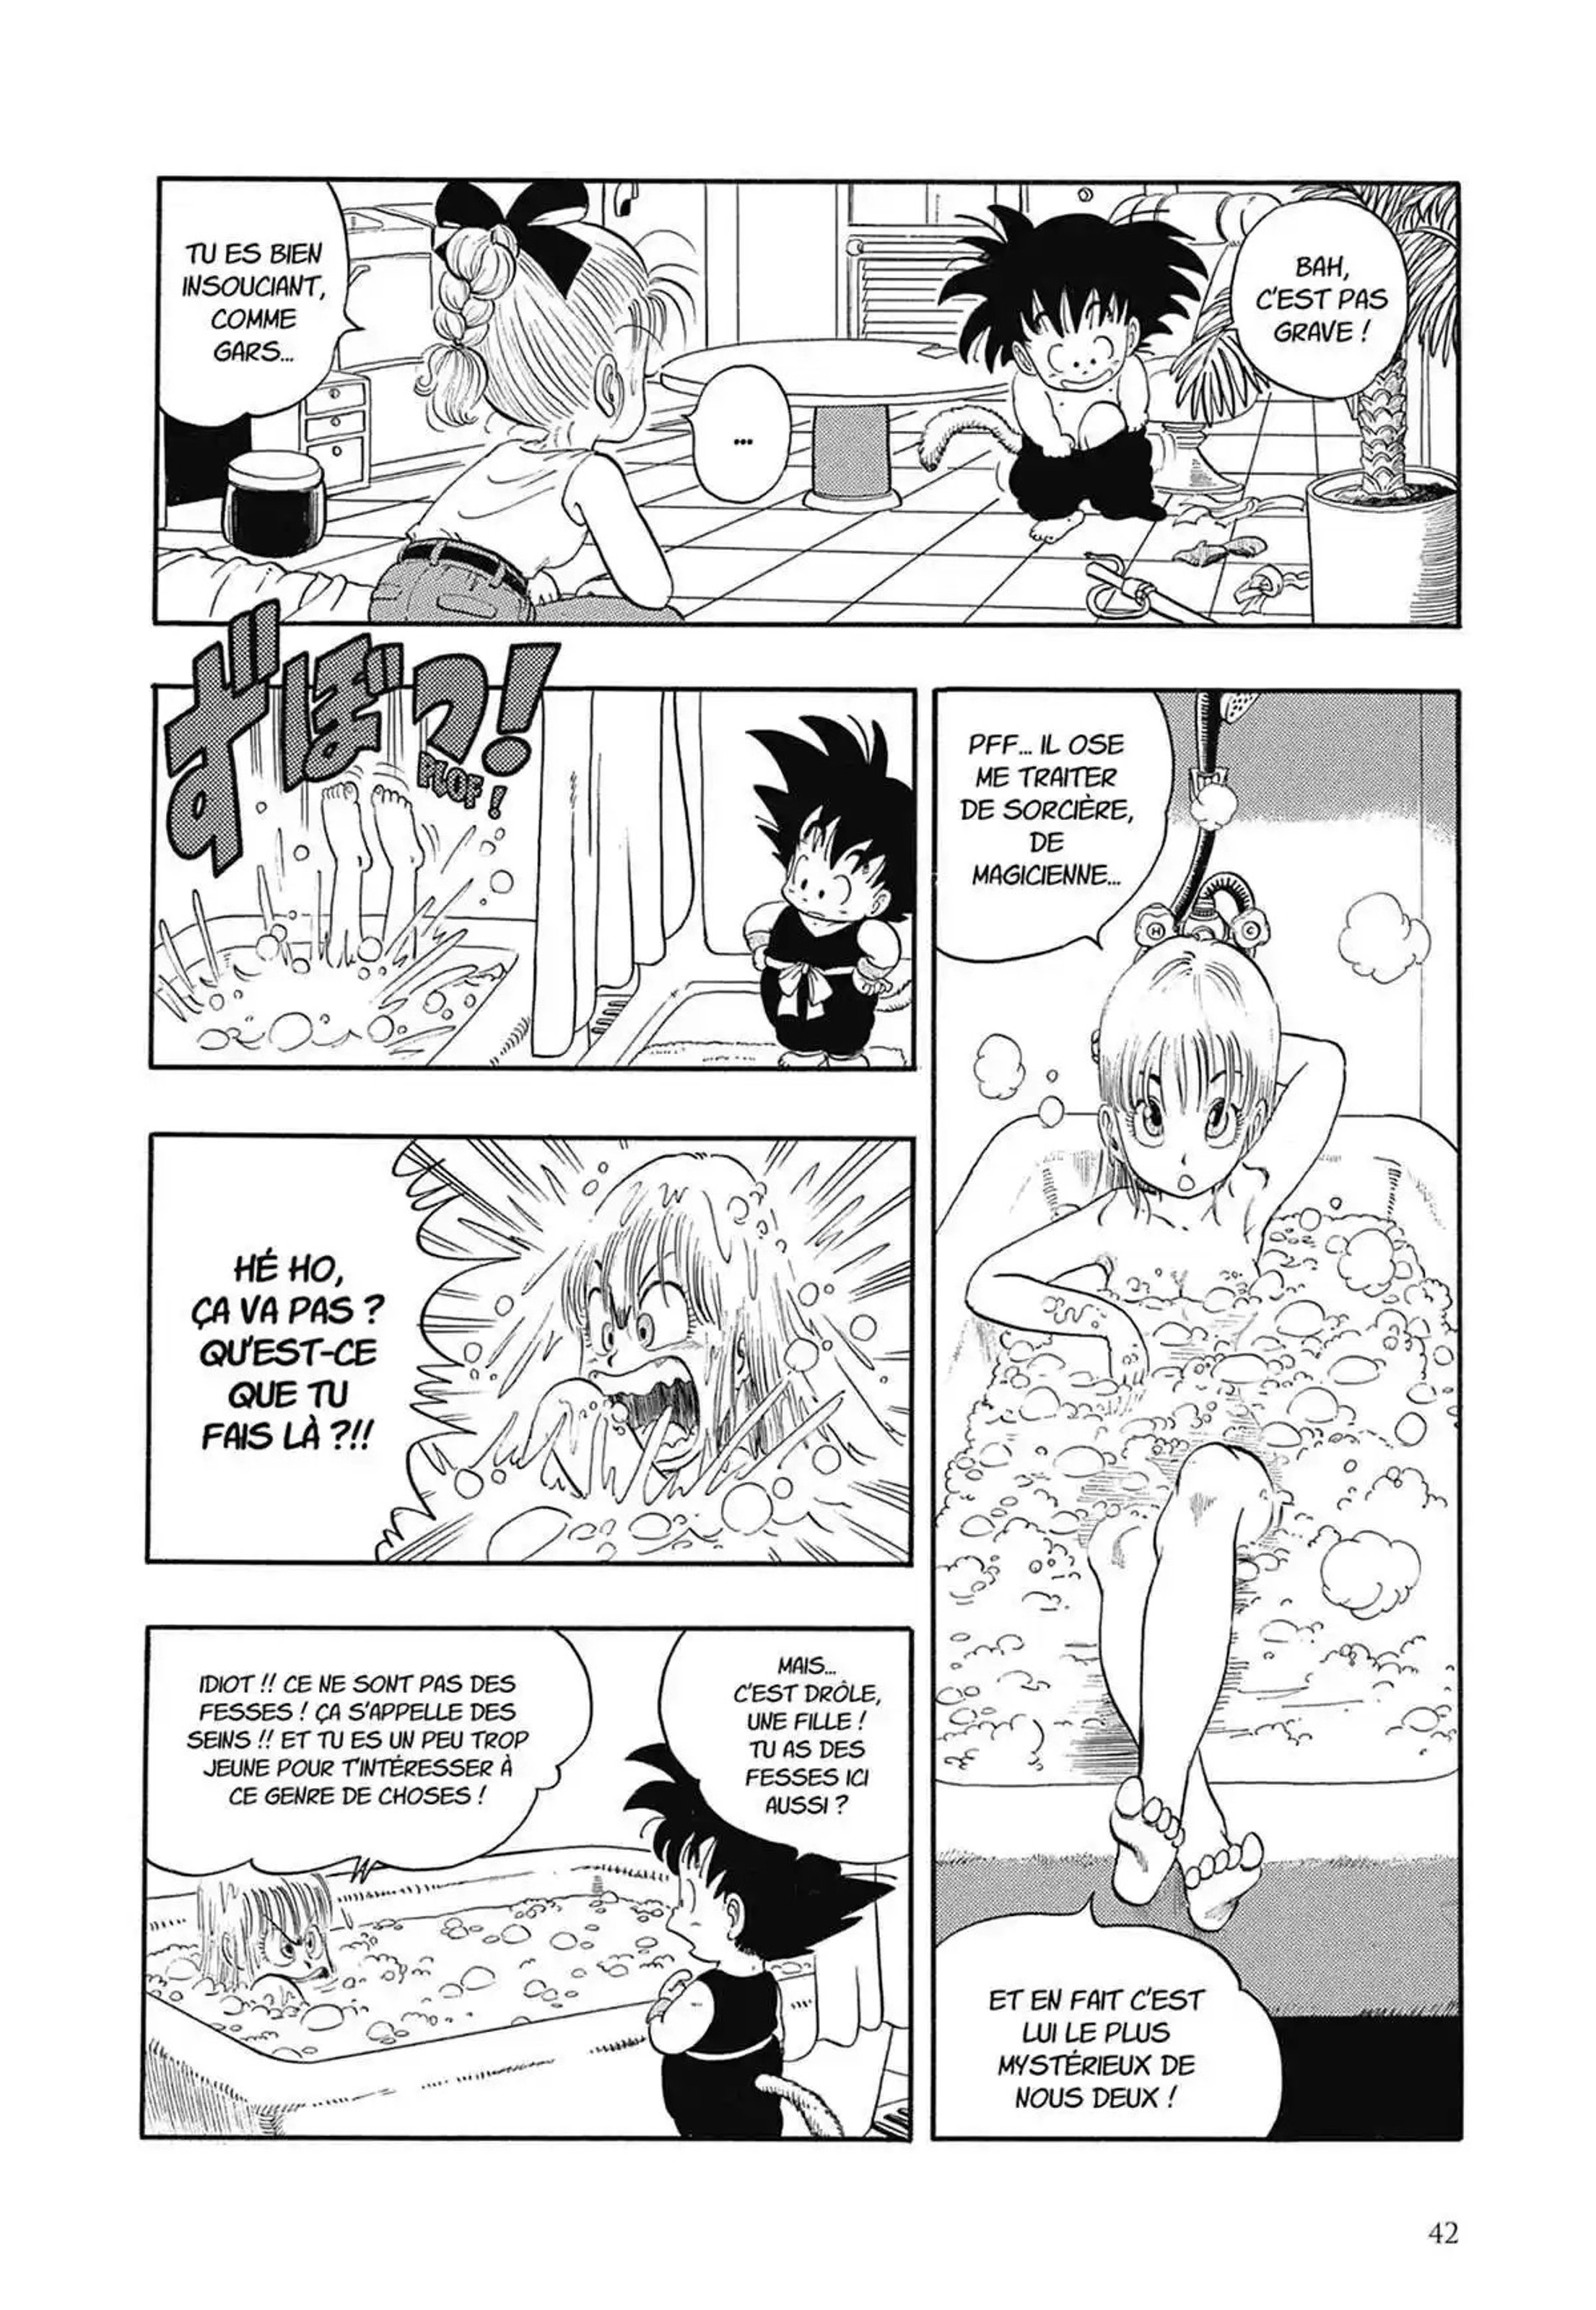 BAH,
C'EST PAS
GRAVE !
...
TU ES BIEN
INSOUCIANT,
COMME
GARS...
PFF... IL OSE
ME TRAITER
DE SORCIÈRE,
DE
MAGICIENNE...
H
C
ET EN FAIT C'EST
LUI LE PLUS
MYSTÉRIEUX DE
NOUS DEUX !
ずぼっ!
PLOF !
HÉ HO,
ÇA VA PAS ?
QU'EST-CE
QUE TU
FAIS LÀ ?!!
MAIS...
C'EST DRÔLE,
UNE FILLE !
TU AS DES
FESSES ICI
AUSSI ?
IDIOT !! CE NE SONT PAS DES
FESSES ! ÇA S'APPELLE DES
SEINS !! ET TU ES UN PEU TROP
JEUNE POUR T'INTÉRESSER À
CE GENRE DE CHOSES !
42